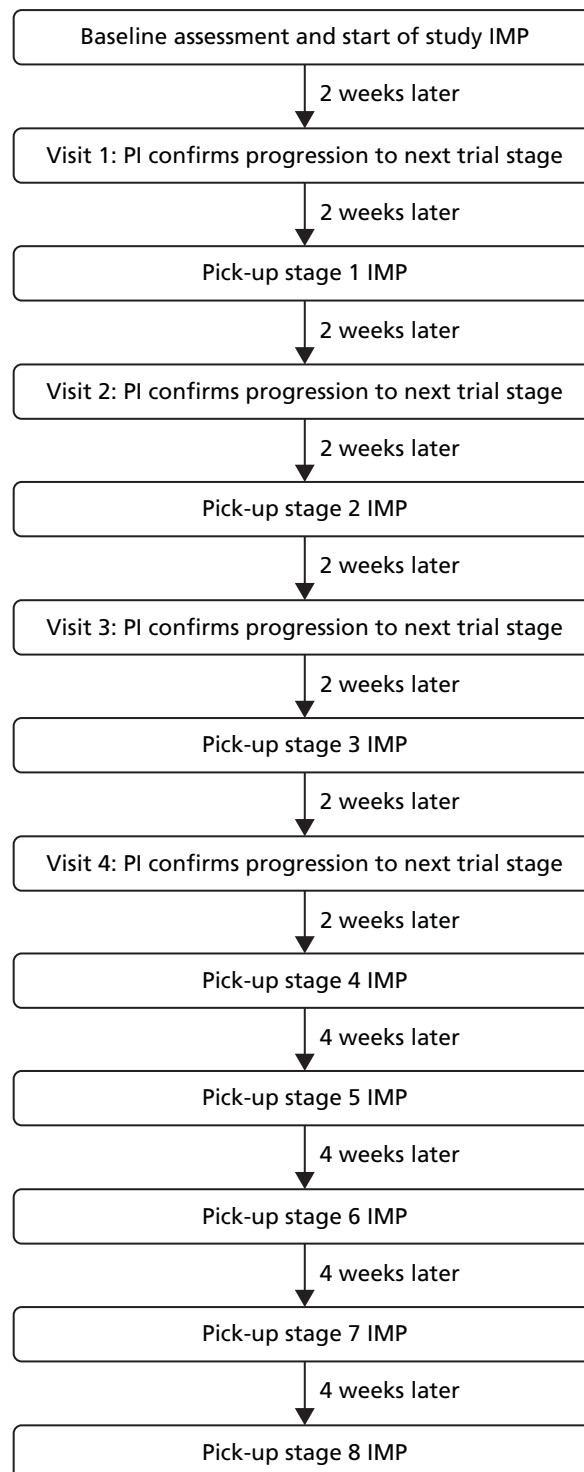 Baseline assessment and start of study IMP
2 weeks later
Visit 1: PI confirms progression to next trial stage
2 weeks later
Pick-up stage 1 IMP
2 weeks later
Visit 2: PI confirms progression to next trial stage
2 weeks later
Pick-up stage 2 IMP
2 weeks later
Visit 3: PI confirms progression to next trial stage
2 weeks later
Pick-up stage 3 IMP
2 weeks later
Visit 4: PI confirms progression to next trial stage
2 weeks later
Pick-up stage 4 IMP
4 weeks later
Pick-up stage 5 IMP
4 weeks later
Pick-up stage 6 IMP
4 weeks later
Pick-up stage 7 IMP
4 weeks later
Pick-up stage 8 IMP